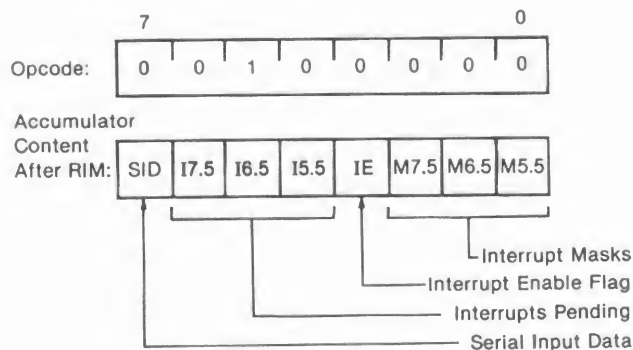 7 0
Opcode: 0 0 1 0 0 0 0 0
Accumulator
Content
After RIM: SID I7.5 I6.5 I5.5 IE M7.5 M6.5 M5.5
Interrupt Masks
Interrupt Enable Flag
Interrupts Pending
Serial Input Data